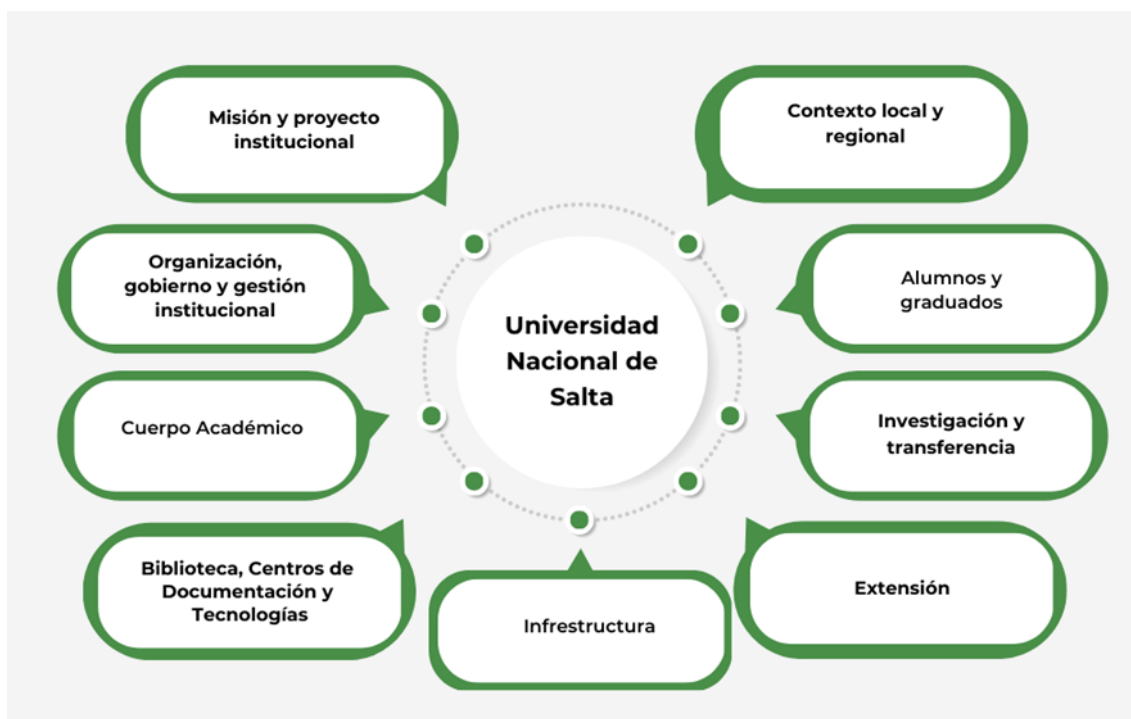 Misión y proyecto
institucional
Contexto local y
regional
Organización,
gobierno y gestión
institucional
Alumnos y
graduados
Universidad
Nacional de
Salta
Cuerpo Académico
Investigación y
transferencia
Biblioteca, Centros de
Documentación y
Tecnologías
Infrestructura
Extensión